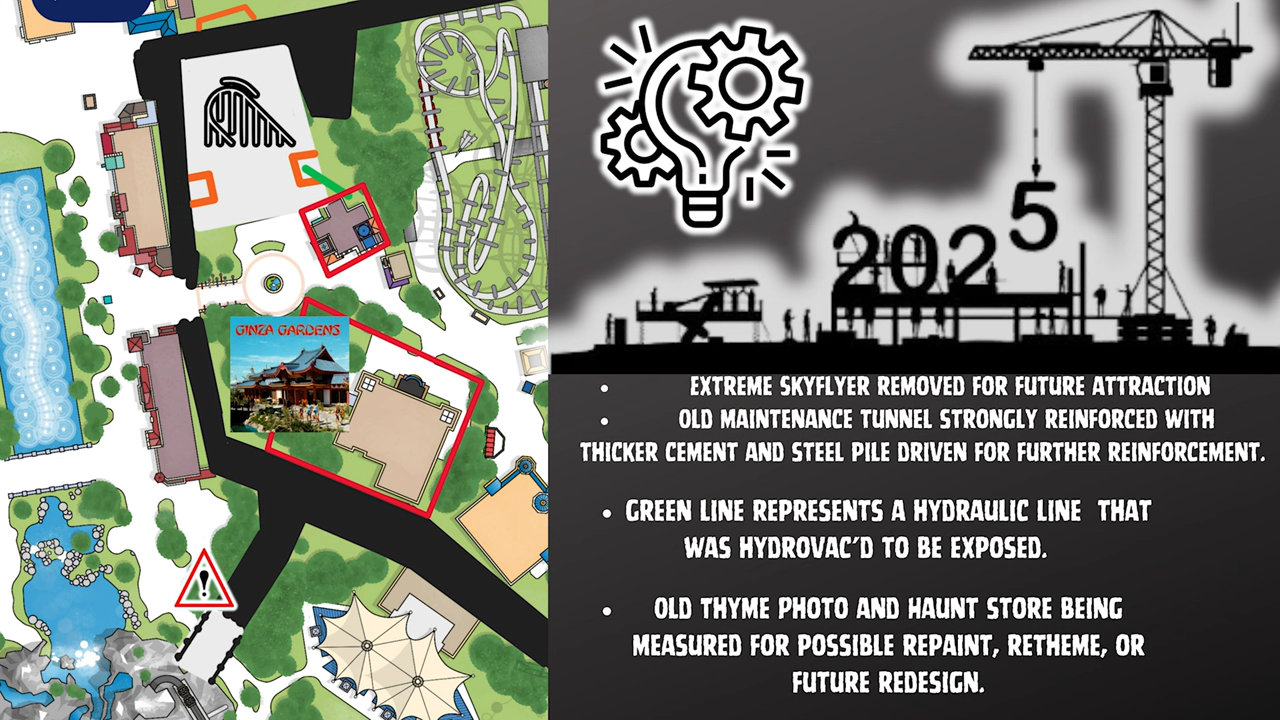 GINZA GARDENS
2025
• EXTREME SKYFLYER REMOVED FOR FUTURE ATTRACTION
• OLD MAINTENANCE TUNNEL STRONGLY REINFORCED WITH
THICKER CEMENT AND STEEL PILE DRIVEN FOR FURTHER REINFORCEMENT.
• GREEN LINE REPRESENTS A HYDRAULIC LINE THAT
WAS HYDROVAC'D TO BE EXPOSED.
• OLD THYME PHOTO AND HAUNT STORE BEING
MEASURED FOR POSSIBLE REPAINT, RETHEME, OR
FUTURE REDESIGN.